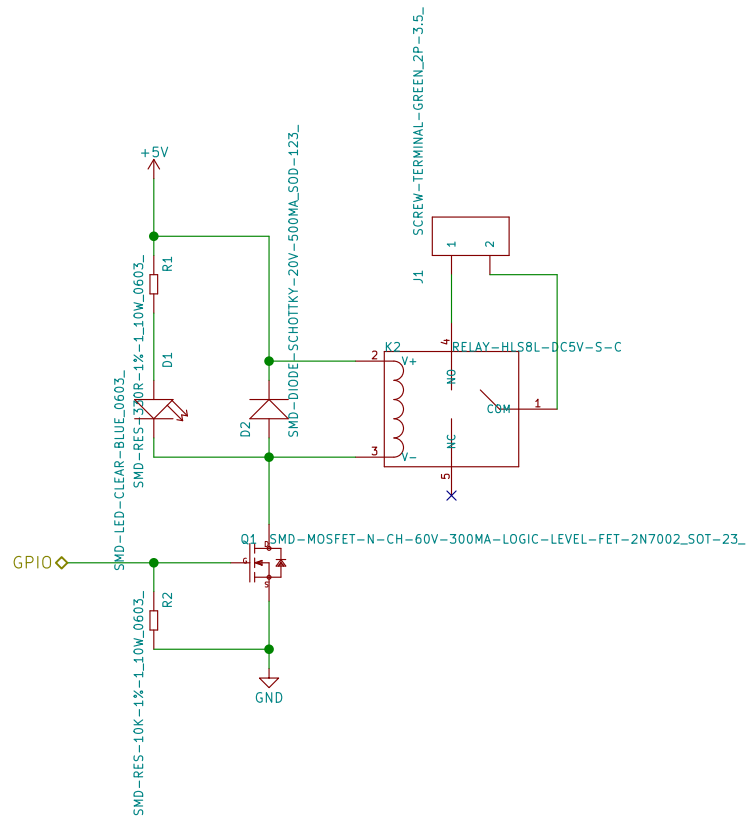 SCREW-TERMINAL-GREEN_2P-3.5_
+5V
SMD-DIODE-SCHOTTKY-20V-500MA_SOD-123_
R1
SMD-RES-330R-1%-1_10W_0603_
J1
1
2
D1
K2
RELAY-HLS8L-DC5V-S-C
4
2
V+
NO
COM
1
SMD-LED-CLEAR-BLUE_0603_
D2
NC
3
V-
5
Q1
SMD-MOSFET-N-CH-60V-300MA-LOGIC-LEVEL-FET-2N7002_SOT-23_
D
G
S
GPIO
R2
SMD-RES-10K-1%-1_10W_0603_
GND